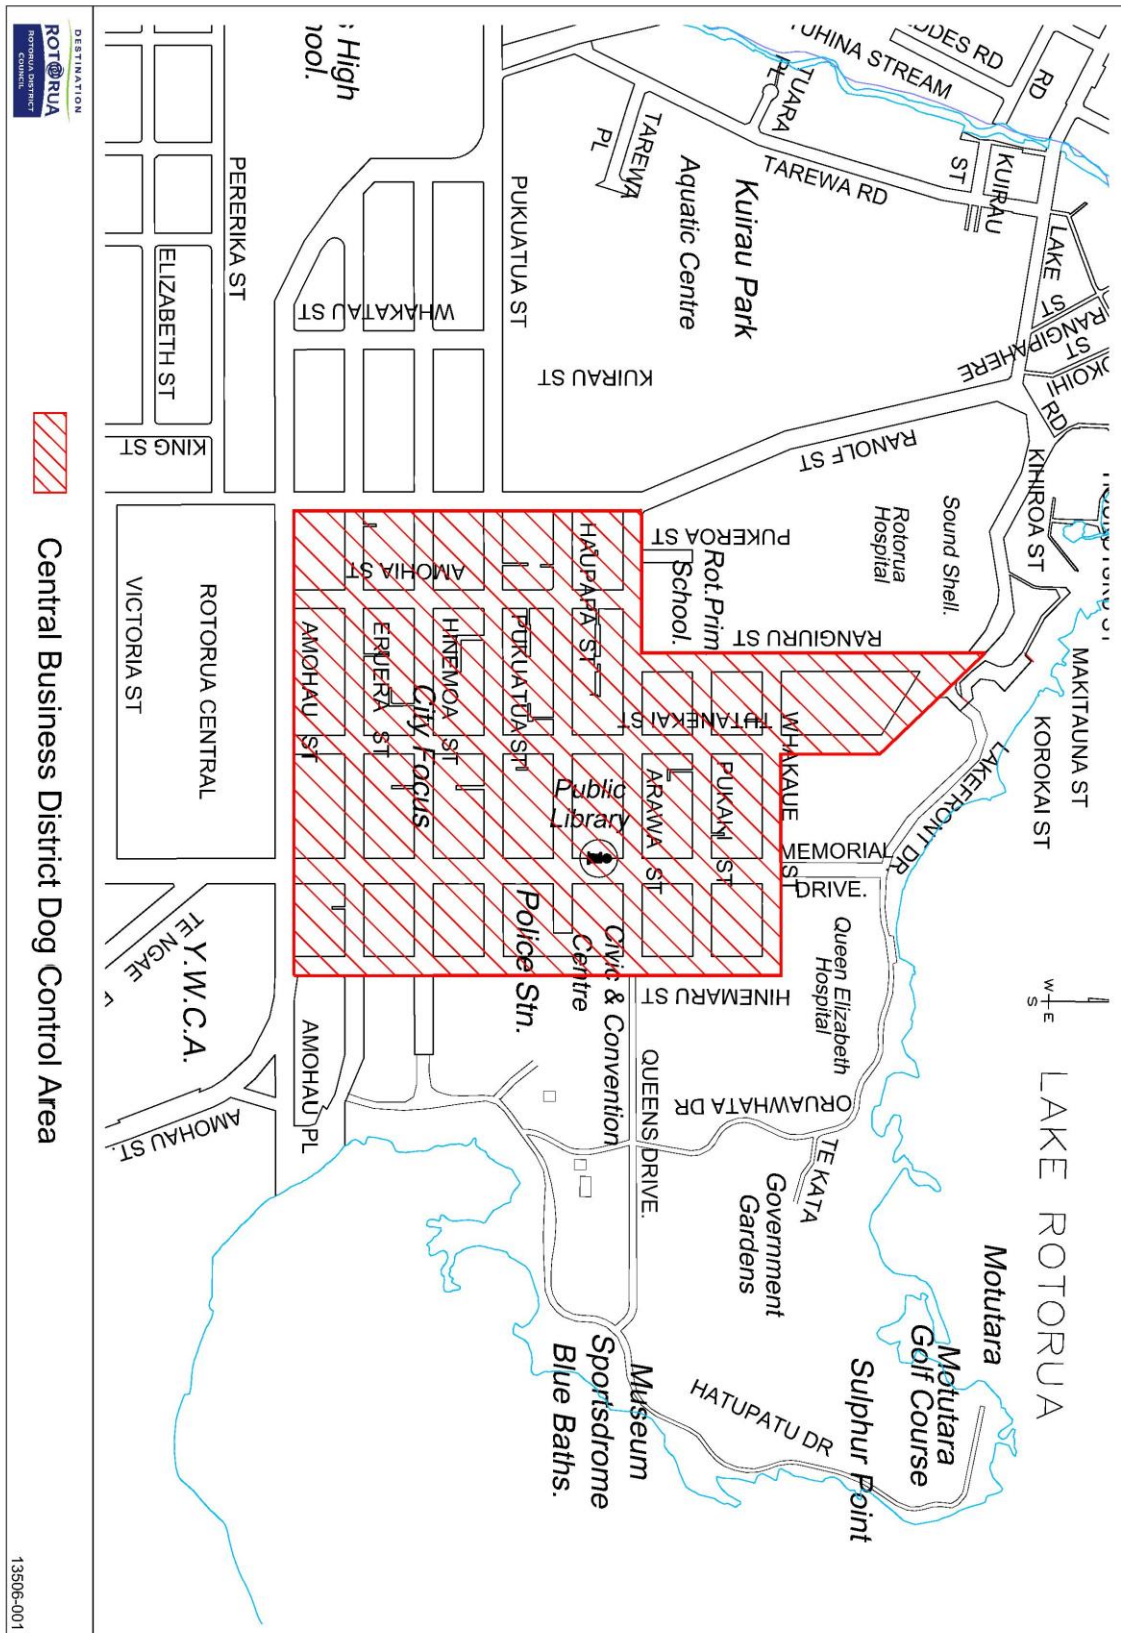 MAKITAUNA ST
KOROKAI ST
LAKE ROTORUA
W E
S
RD
DDES RD
STREAM
KUIRAU
ST
LAKE
ST
RANGIPAHERE
ST
RD
KIHIROA ST
TUARA
PL
TAREWA RD
TAREWA
PL
Kuirau Park
Aquatic Centre
RANOLF ST
Sound Shell.
Rotorua
Hospital
PUKEROA ST
Rot.Prim
School.
RANGIURU ST
LAKEFRONT DR.
MEMORIAL
DRIVE.
WHAKAUE
ST
Queen Elizabeth
Hospital
Motutara
Motutara
Golf Course
Sulphur Point
TE KATA
ORUAWHATA DR
Government
Gardens
HATUPATU DR
HINEMARU ST
QUEENS DRIVE.
Museum
Sportsdrome
Blue Baths.
Civic & Convention
Centre
Police Stn.
PUKAKI ST
ARAWA ST
TUTANEKAI ST
Public
Library
HAUPAPA ST
PUKUATUA ST
HINEMOA ST
City Focus
ERUERA ST
AMOHAU ST
AMOHIA ST
PUKUATUA ST
KUIRAU ST
WHAKATAU ST
High
PERERIKA ST
ELIZABETH ST
KING ST
ROTORUA CENTRAL
VICTORIA ST
AMOHAU PL
Y.W.C.A.
TE NGAE
AMOHAU ST.
DESTINATION
ROTORUA
ROTORUA DISTRICT
COUNCIL
Central Business District Dog Control Area
13506-001